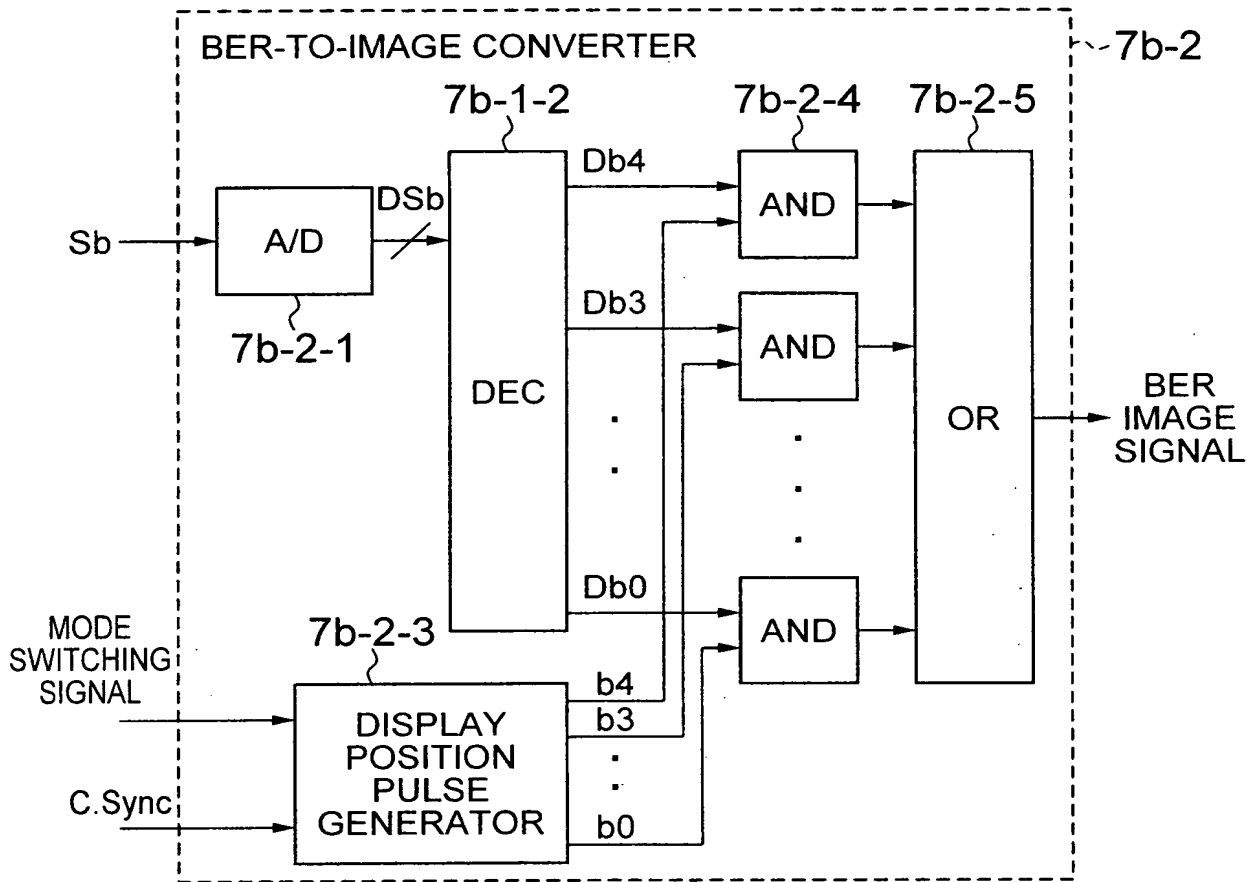 BER-TO-IMAGE CONVERTER
7b-2
7b-1-2
7b-2-4
7b-2-5
Sb
A/D
DSb
7b-2-1
DEC
Db4
Db3
Db0
AND
AND
AND
OR
BER
IMAGE
SIGNAL
MODE
SWITCHING
SIGNAL
C.Sync
7b-2-3
DISPLAY
POSITION
PULSE
GENERATOR
b4
b3
b0